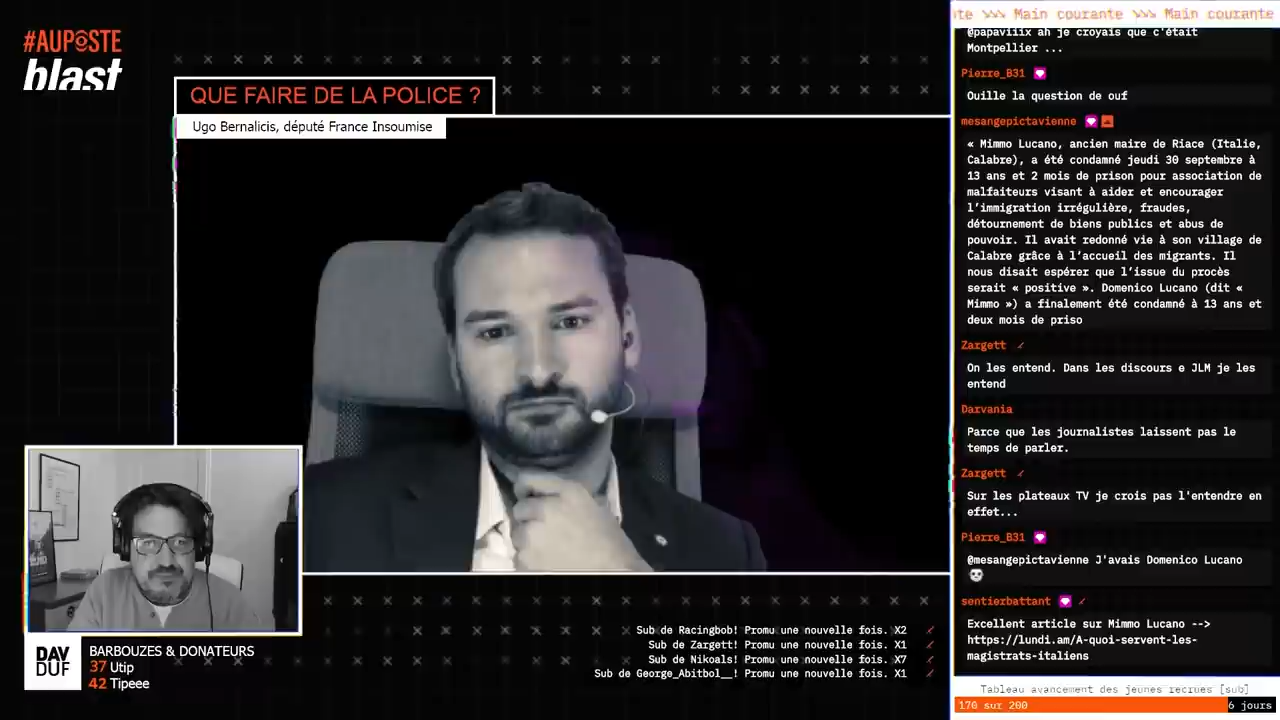 #AUPOSTE
blast
QUE FAIRE DE LA POLICE ?
Ugo Bernalicis, député France Insoumise
DAV
DUF
BARBOUZES & DONATEURS
37 Utip
42 Tipeee
Sub de Racingbob! Promu une nouvelle fois. X2
Sub de Zargett! Promu une nouvelle fois. X1
Sub de Nikoals! Promu une nouvelle fois. X7
Sub de George_Abitbol__! Promu une nouvelle fois. X1
te >>> Main courante >>> Main courante
@papaviiix ah je croyais que c'était
Montpellier ...
Pierre_B31
Ouille la question de ouf
mesangepictavienne
« Mimmo Lucano, ancien maire de Riace (Italie,
Calabre), a été condamné jeudi 30 septembre à
13 ans et 2 mois de prison pour association de
malfaiteurs visant à aider et encourager
l'immigration irrégulière, fraudes,
détournement de biens publics et abus de
pouvoir. Il avait redonné vie à son village de
Calabre grâce à l'accueil des migrants. Il
nous disait espérer que l'issue du procès
serait « positive ». Domenico Lucano (dit «
Mimmo ») a finalement été condamné à 13 ans et
deux mois de priso
Zargett
On les entend. Dans les discours e JLM je les
entend
Darvania
Parce que les journalistes laissent pas le
temps de parler.
Zargett
Sur les plateaux TV je crois pas l'entendre en
effet...
Pierre_B31
@mesangepictavienne J'avais Domenico Lucano
sentierbattant
Excellent article sur Mimmo Lucano -->
https://lundi.am/A-quoi-servent-les-
magistrats-italiens
Tableau avancement des jeunes recrues [sub]
170 sur 200
6 jours